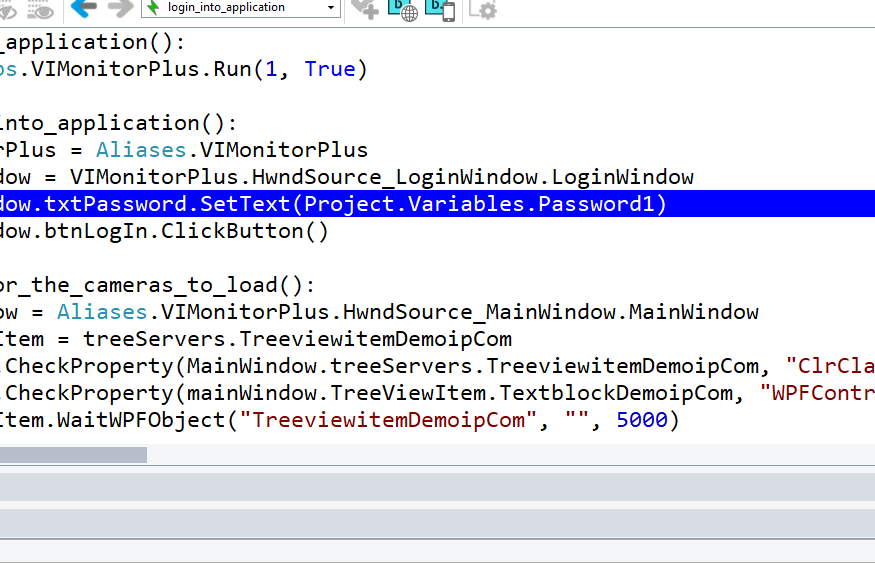 login_into_application
_application():
ps.VIMonitorPlus.Run(1, True)
into_application():
rPlus = Aliases.VIMonitorPlus
dow = VIMonitorPlus.HwndSource_LoginWindow.LoginWindow
dow.txtPassword.SetText(Project.Variables.Password1)
dow.btnLogIn.ClickButton()
or_the_cameras_to_load():
ow = Aliases.VIMonitorPlus.HwndSource_MainWindow.MainWindow
Item = treeServers.TreeviewitemDemoipCom
.CheckProperty(MainWindow.treeServers.TreeviewitemDemoipCom, "ClrCla
.CheckProperty(mainWindow.TreeViewItem.TextblockDemoipCom, "WPFContr
Item.WaitWPFObject("TreeviewitemDemoipCom", "", 5000)